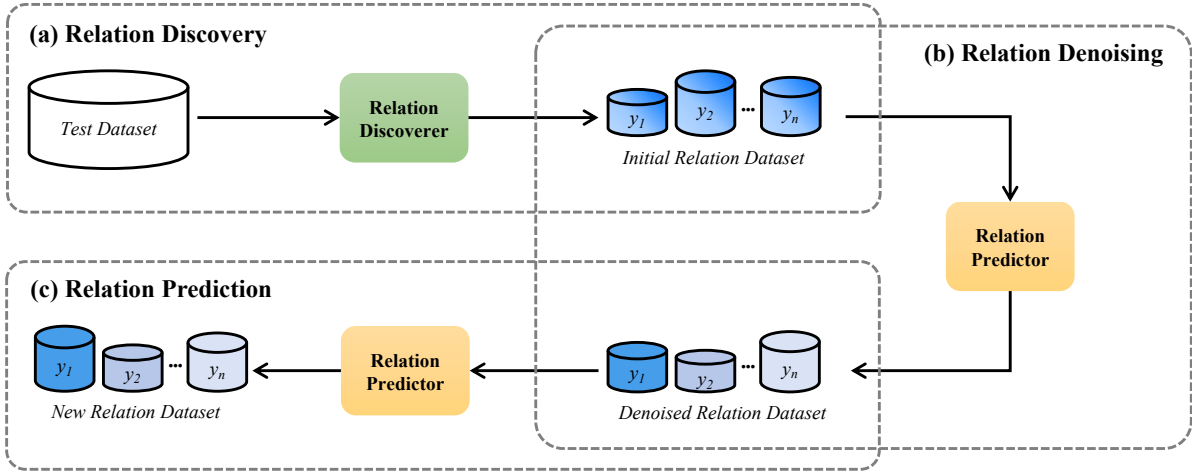 (a) Relation Discovery
(b) Relation Denoising
Test Dataset
Relation
Discoverer
y1
y2
...
yn
Initial Relation Dataset
Relation
Predictor
(c) Relation Prediction
y1
y2
...
yn
New Relation Dataset
Relation
Predictor
y1
y2
...
yn
Denoised Relation Dataset